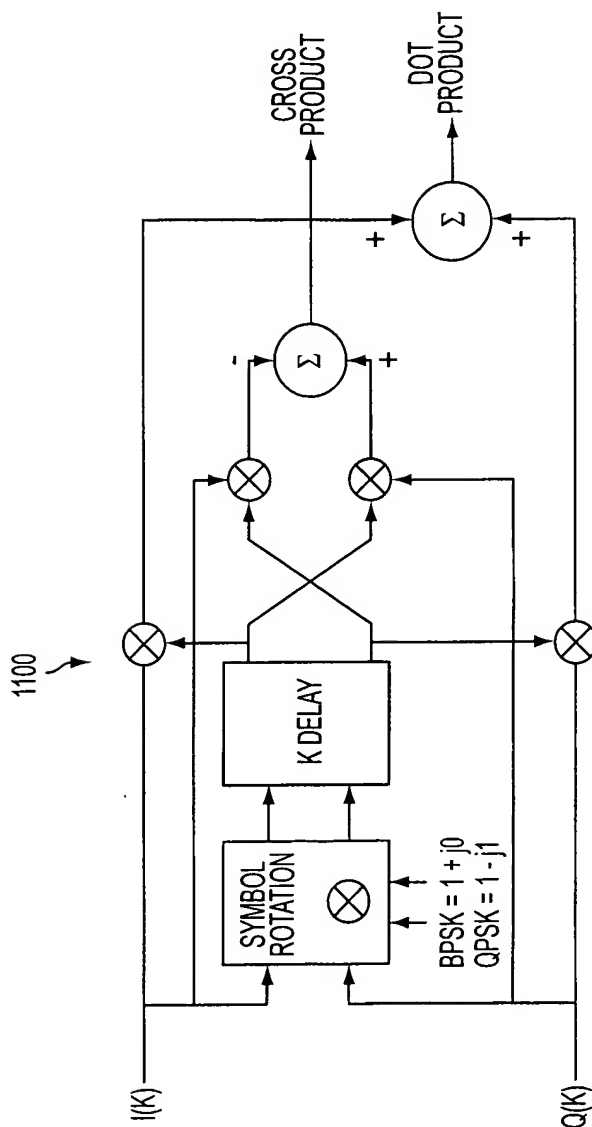 1100
I(K)
Q(K)
SYMBOL
ROTATION
BPSK = 1 + j0
QPSK = 1 - j1
K DELAY
-
+
Σ
+
+
Σ
CROSS
PRODUCT
DOT
PRODUCT